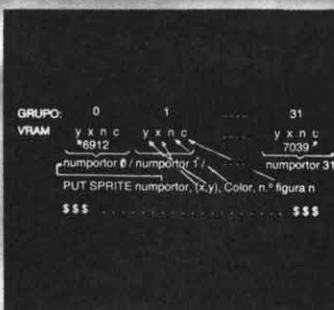 GRUPO: 0 1 .... 31
VRAM y x n c y x n c ..... y x n c
6912 7039
numportor 0 / numportor 1 / numportor 31
PUT SPRITE numportor, (x,y), Color, n.º figura n
$$$ ........................ $$$